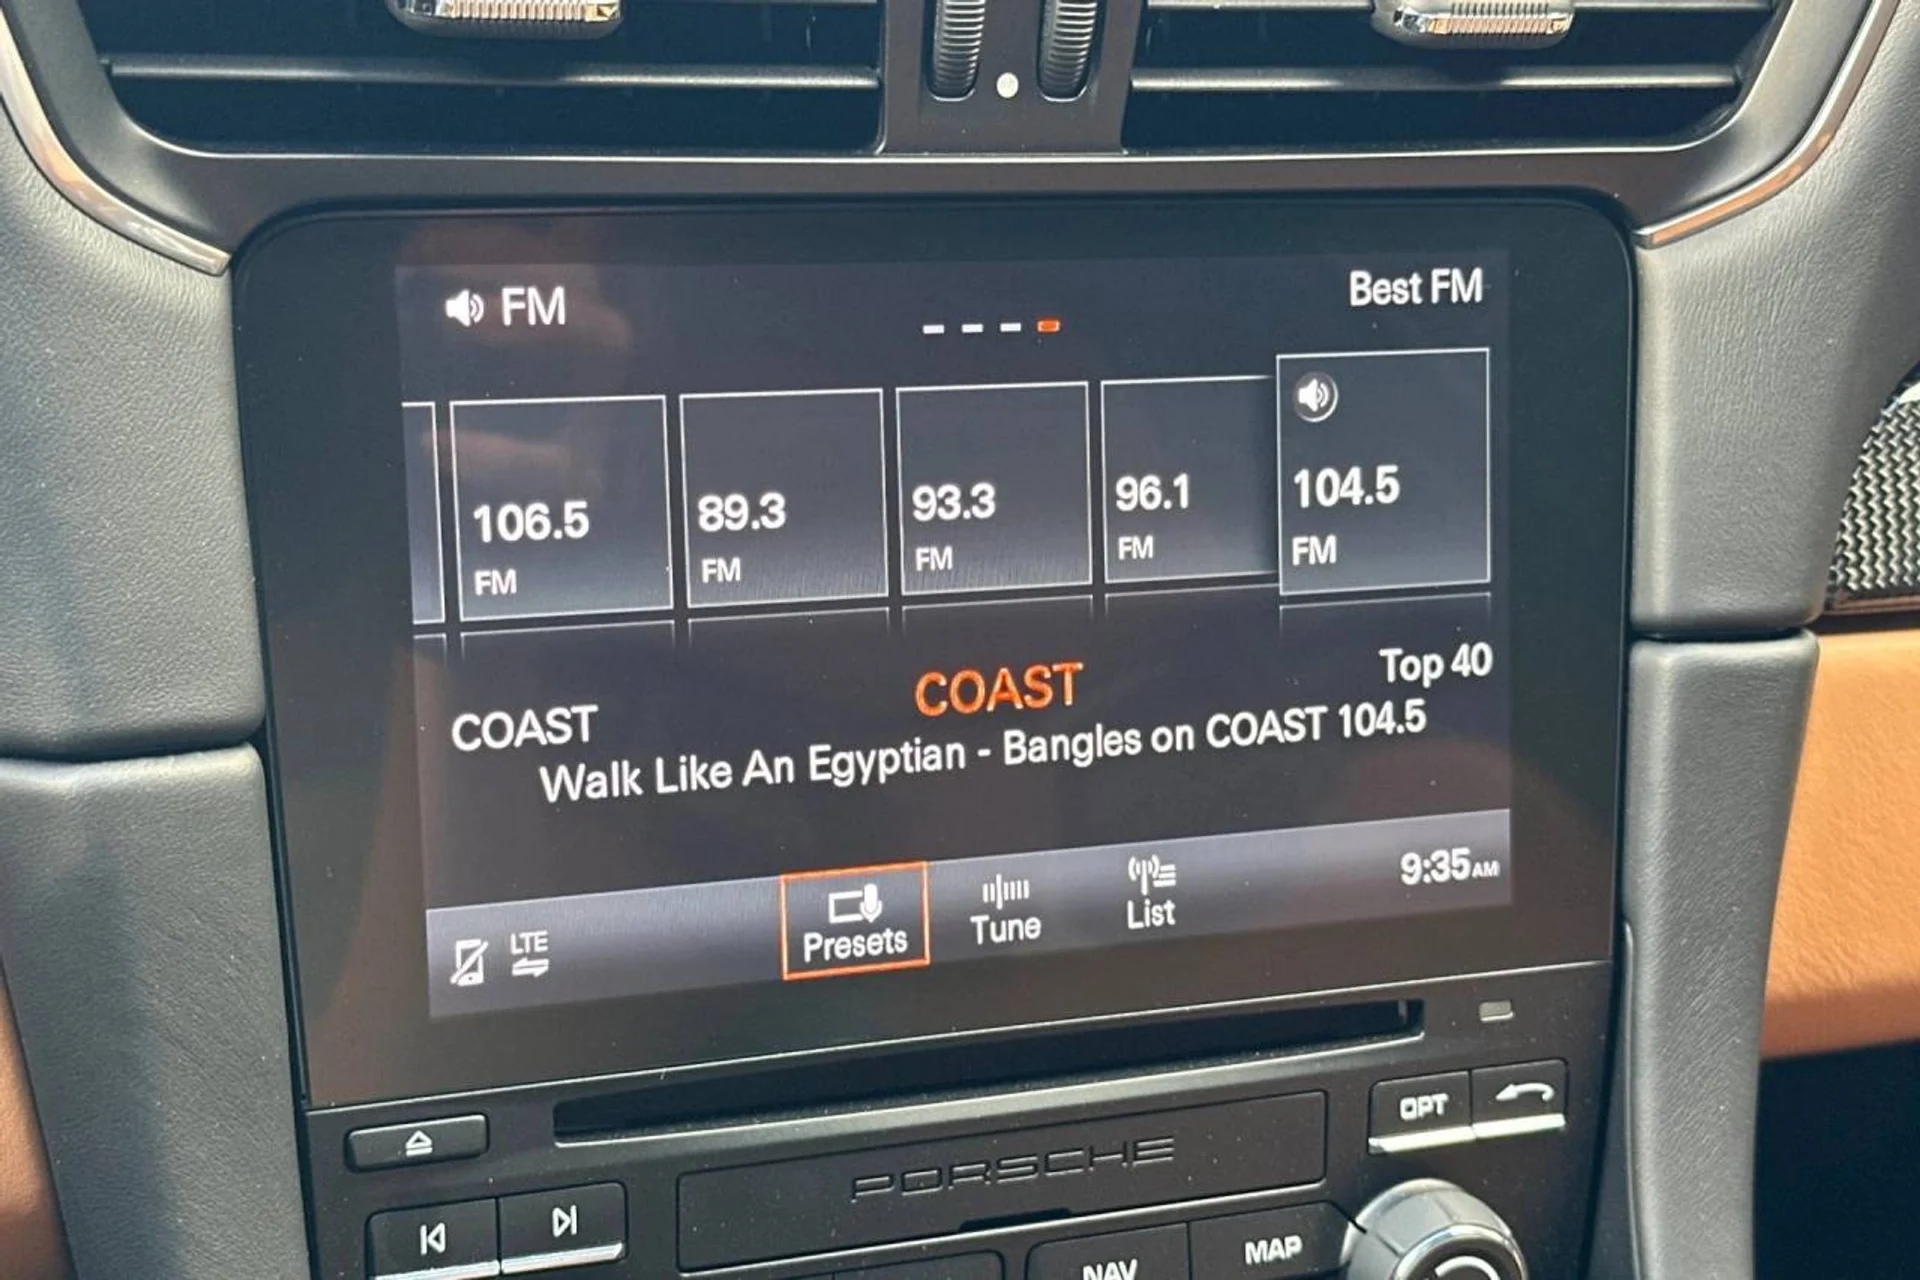 FM
Best FM
106.5
FM
89.3
FM
93.3
FM
96.1
FM
104.5
FM
COAST
COAST
Top 40
Walk Like An Egyptian - Bangles on COAST 104.5
LTE
Presets
Tune
List
9:35AM
OPT
PORSCHE
NAV
MAP